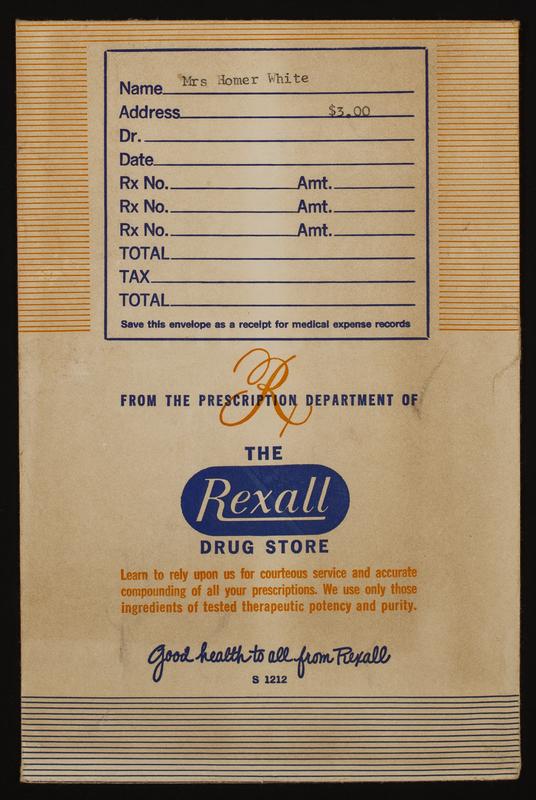 Name Mrs Homer White
Address $3.00
Dr.
Date
Rx No. Amt.
Rx No. Amt.
Rx No. Amt.
TOTAL
TAX
TOTAL
Save this envelope as a receipt for medical expense records
Rx
FROM THE PRESCRIPTION DEPARTMENT OF
THE
Rexall
DRUG STORE
Learn to rely upon us for courteous service and accurate
compounding of all your prescriptions. We use only those
ingredients of tested therapeutic potency and purity.
Good health to all from Rexall
S 1212